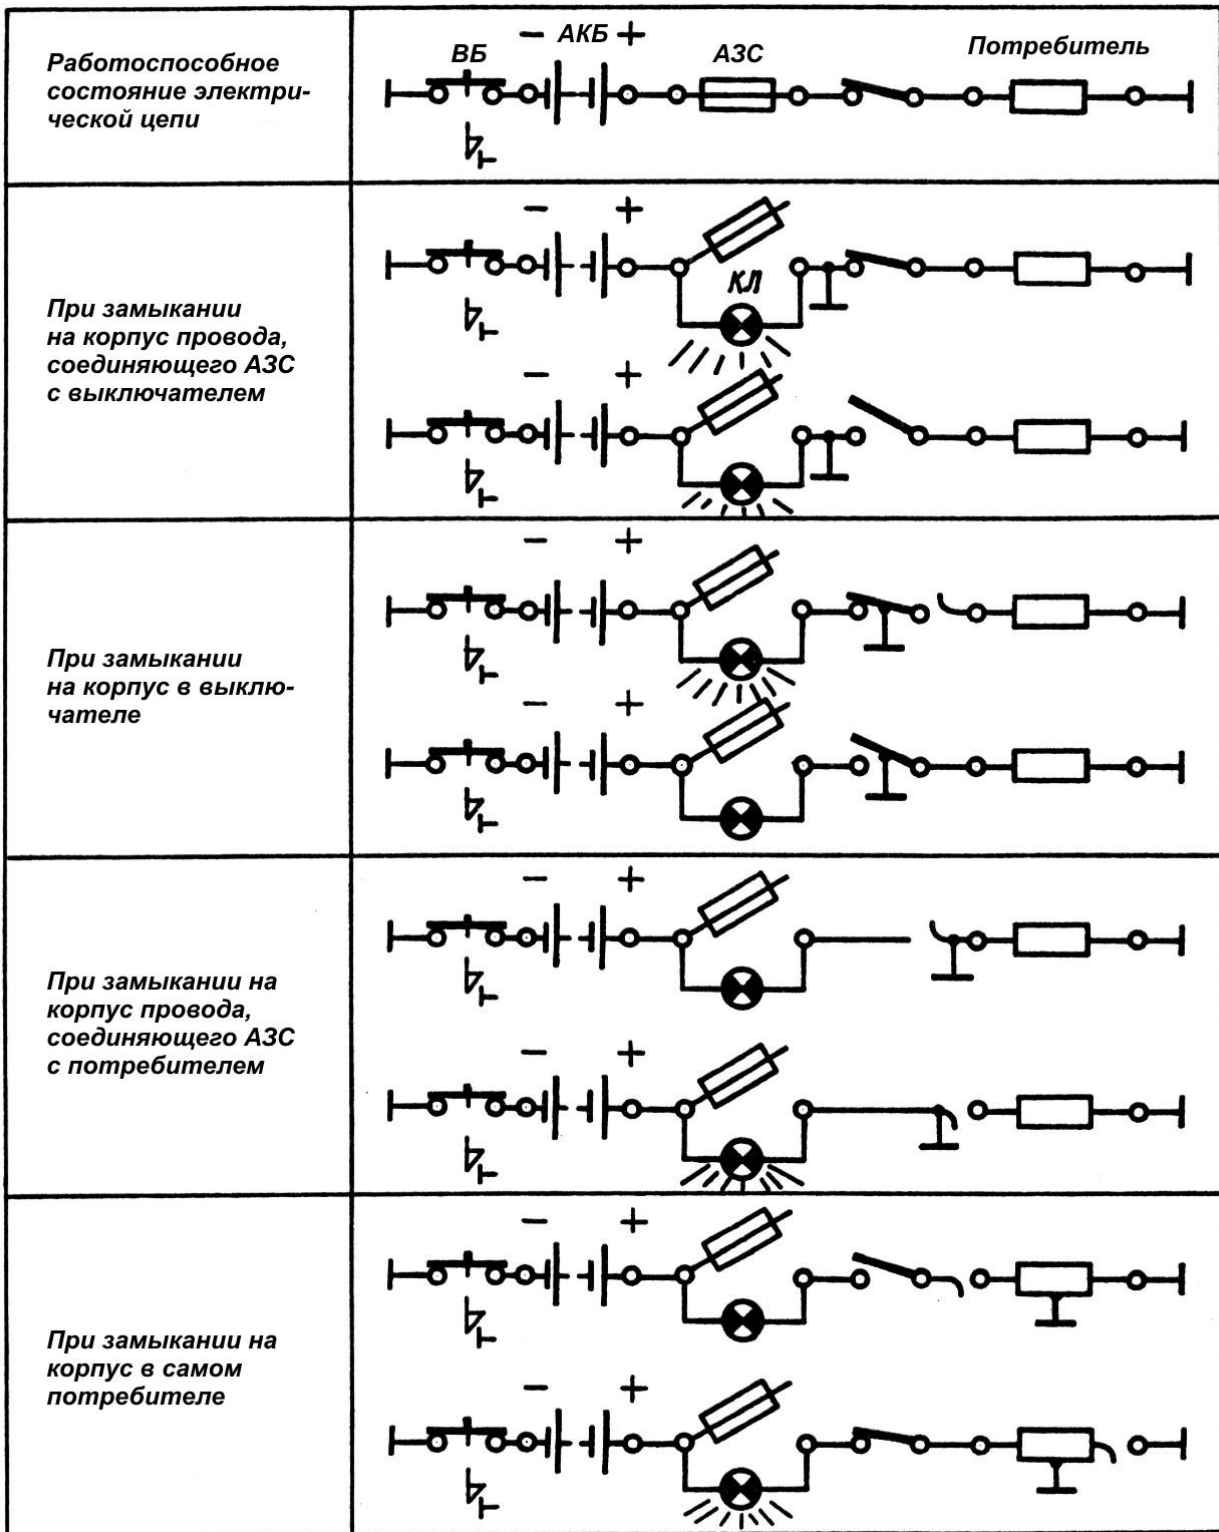 Работоспособное
состояние электри-
ческой цепи
ВБ
- АКБ +
АЗС
Потребитель
При замыкании
на корпус провода,
соединяющего АЗС
с выключателем
- +
КЛ
- +
При замыкании
на корпус в выклю-
чателе
- +
- +
При замыкании на
корпус провода,
соединяющего АЗС
с потребителем
- +
- +
При замыкании на
корпус в самом
потребителе
- +
- +